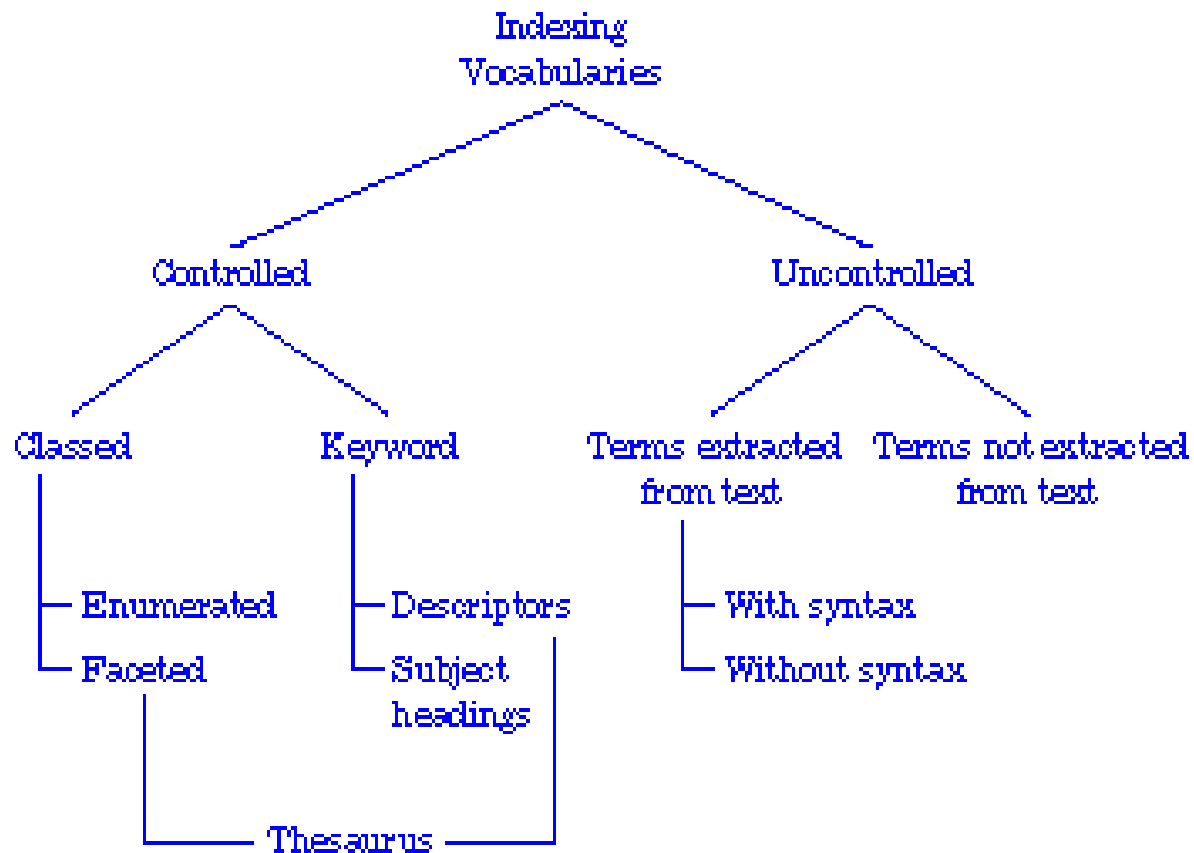 Indexing
Vocabularies
Controlled
Uncontrolled
Classed
Keyword
Terms extracted
from text
Terms not extracted
from text
Enumerated
Descriptors
With syntax
Faceted
Subject
headings
Without syntax
Thesaurus